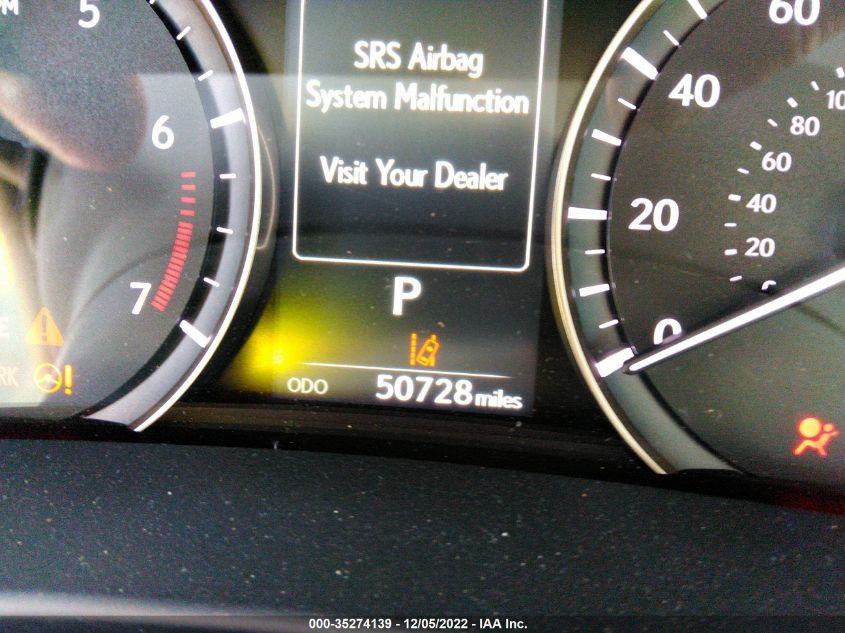 5
6
7
SRS Airbag
System Malfunction
Visit Your Dealer
P
ODO 50728 miles
60
40
20
0
80
60
40
20
000-35274139 - 12/05/2022 - IAA Inc.